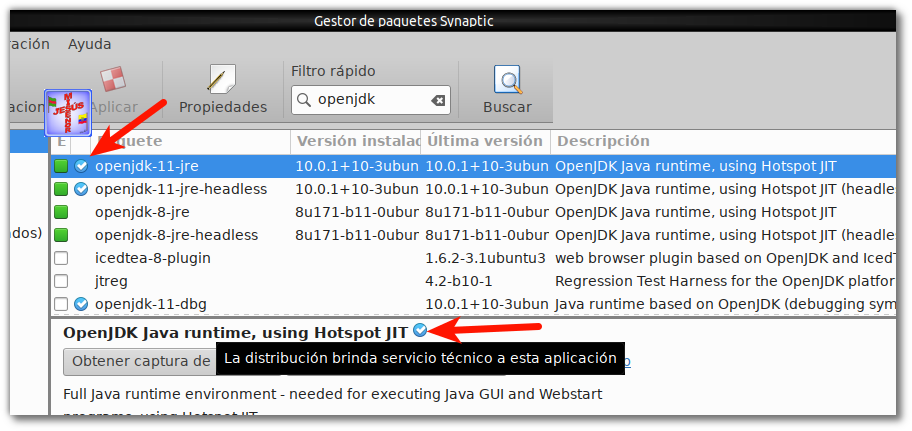 Gestor de paquetes Synaptic
ración Ayuda
Filtro rápido
openjdk
acion Aplicar Propiedades Buscar
JESÚS
E quete Versión instalad Última versión Descripción
openjdk-11-jre 10.0.1+10-3ubun 10.0.1+10-3ubun OpenJDK Java runtime, using Hotspot JIT
openjdk-11-jre-headless 10.0.1+10-3ubun 10.0.1+10-3ubun OpenJDK Java runtime, using Hotspot JIT (headle
openjdk-8-jre 8u171-b11-0ubur 8u171-b11-0ubur OpenJDK Java runtime, using Hotspot JIT
ados) openjdk-8-jre-headless 8u171-b11-0ubur 8u171-b11-0ubur OpenJDK Java runtime, using Hotspot JIT (headle
icedtea-8-plugin 1.6.2-3.1ubuntu3 web browser plugin based on OpenJDK and IcedT
jtreg 4.2-b10-1 Regression Test Harness for the OpenJDK platfor
openjdk-11-dbg 10.0.1+10-3ubun Java runtime based on OpenJDK (debugging sym
OpenJDK Java runtime, using Hotspot JIT
Obtener captura de
La distribución brinda servicio técnico a esta aplicación
Full Java runtime environment - needed for executing Java GUI and Webstart
programs, using Hotspot JIT